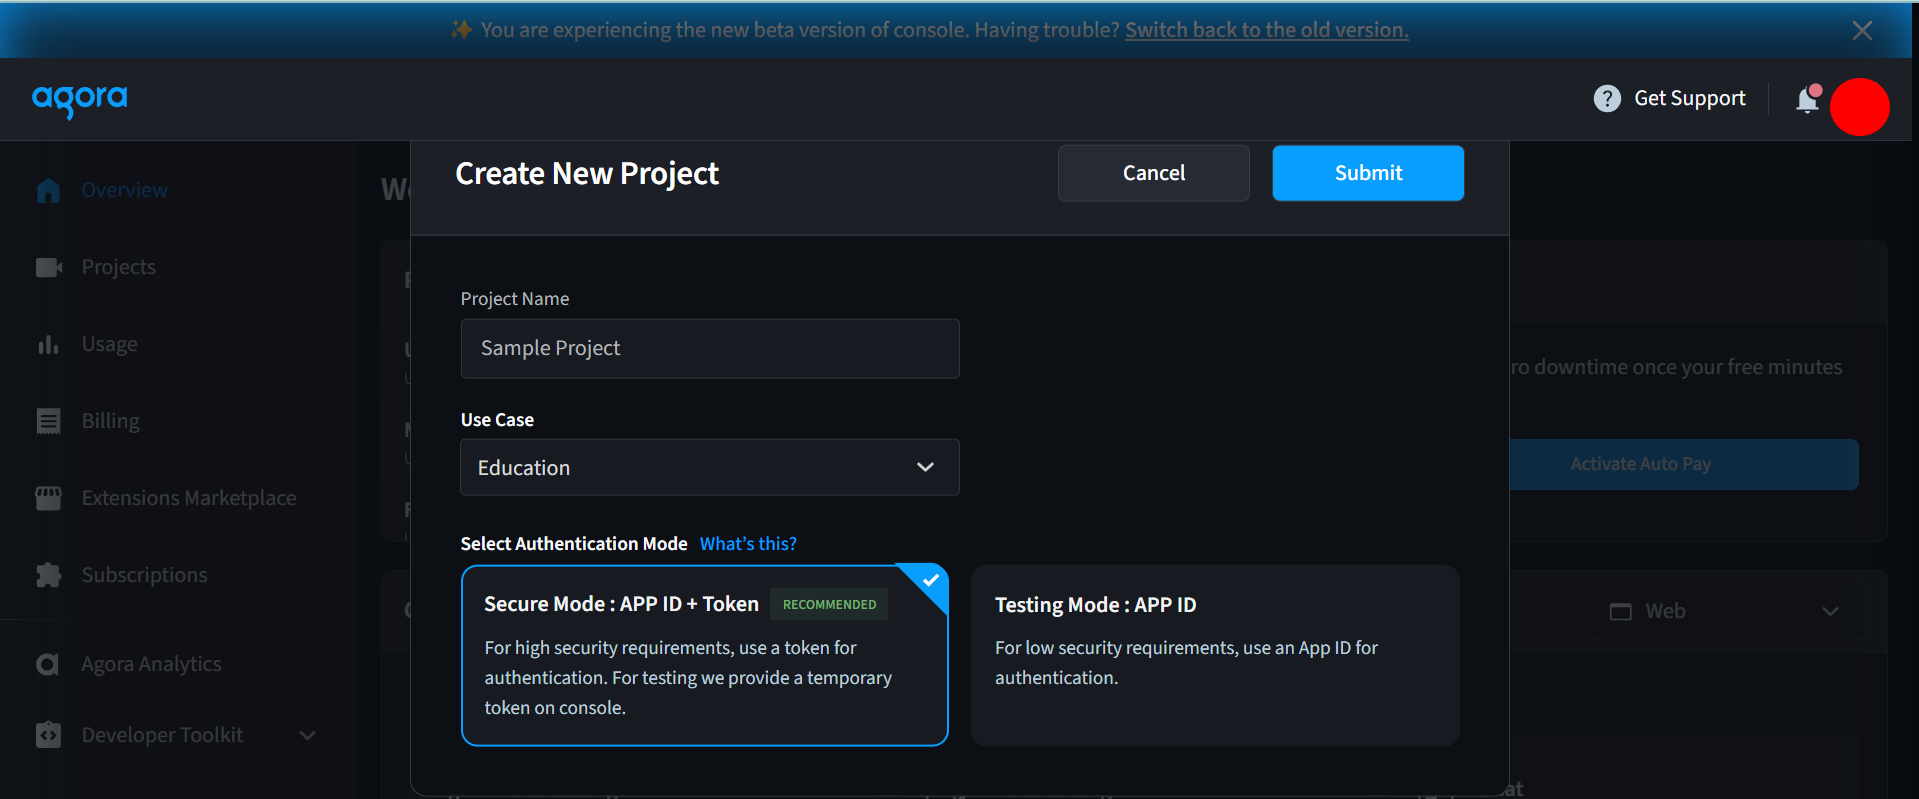 ✨ You are experiencing the new beta version of console. Having trouble? Switch back to the old version.
agora
? Get Support
Create New Project
Cancel
Submit
Overview
Projects
Usage
Billing
Extensions Marketplace
Subscriptions
Agora Analytics
Developer Toolkit
Project Name
Sample Project
Use Case
Education
Select Authentication Mode What's this?
Secure Mode : APP ID + Token RECOMMENDED
For high security requirements, use a token for
authentication. For testing we provide a temporary
token on console.
Testing Mode : APP ID
For low security requirements, use an App ID for
authentication.
downtime once your free minutes
Activate Auto Pay
Web